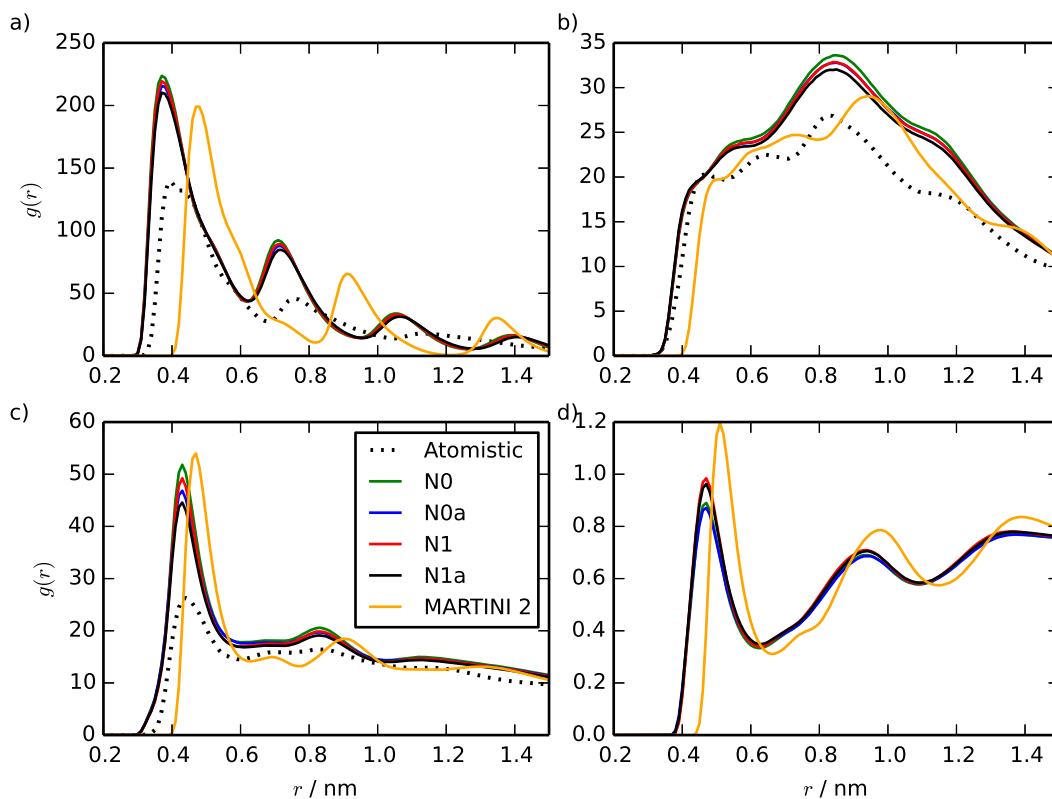 a)
250
200
150
100
50
0
g(r)
0.2 0.4 0.6 0.8 1.0 1.2 1.4
b)
35
30
25
20
15
10
5
0
0.2 0.4 0.6 0.8 1.0 1.2 1.4
c)
60
50
40
30
20
10
0
g(r)
0.2 0.4 0.6 0.8 1.0 1.2 1.4
r / nm
Atomistic
N0
N0a
N1
N1a
MARTINI 2
d)
1.2
1.0
0.8
0.6
0.4
0.2
0.0
0.2 0.4 0.6 0.8 1.0 1.2 1.4
r / nm